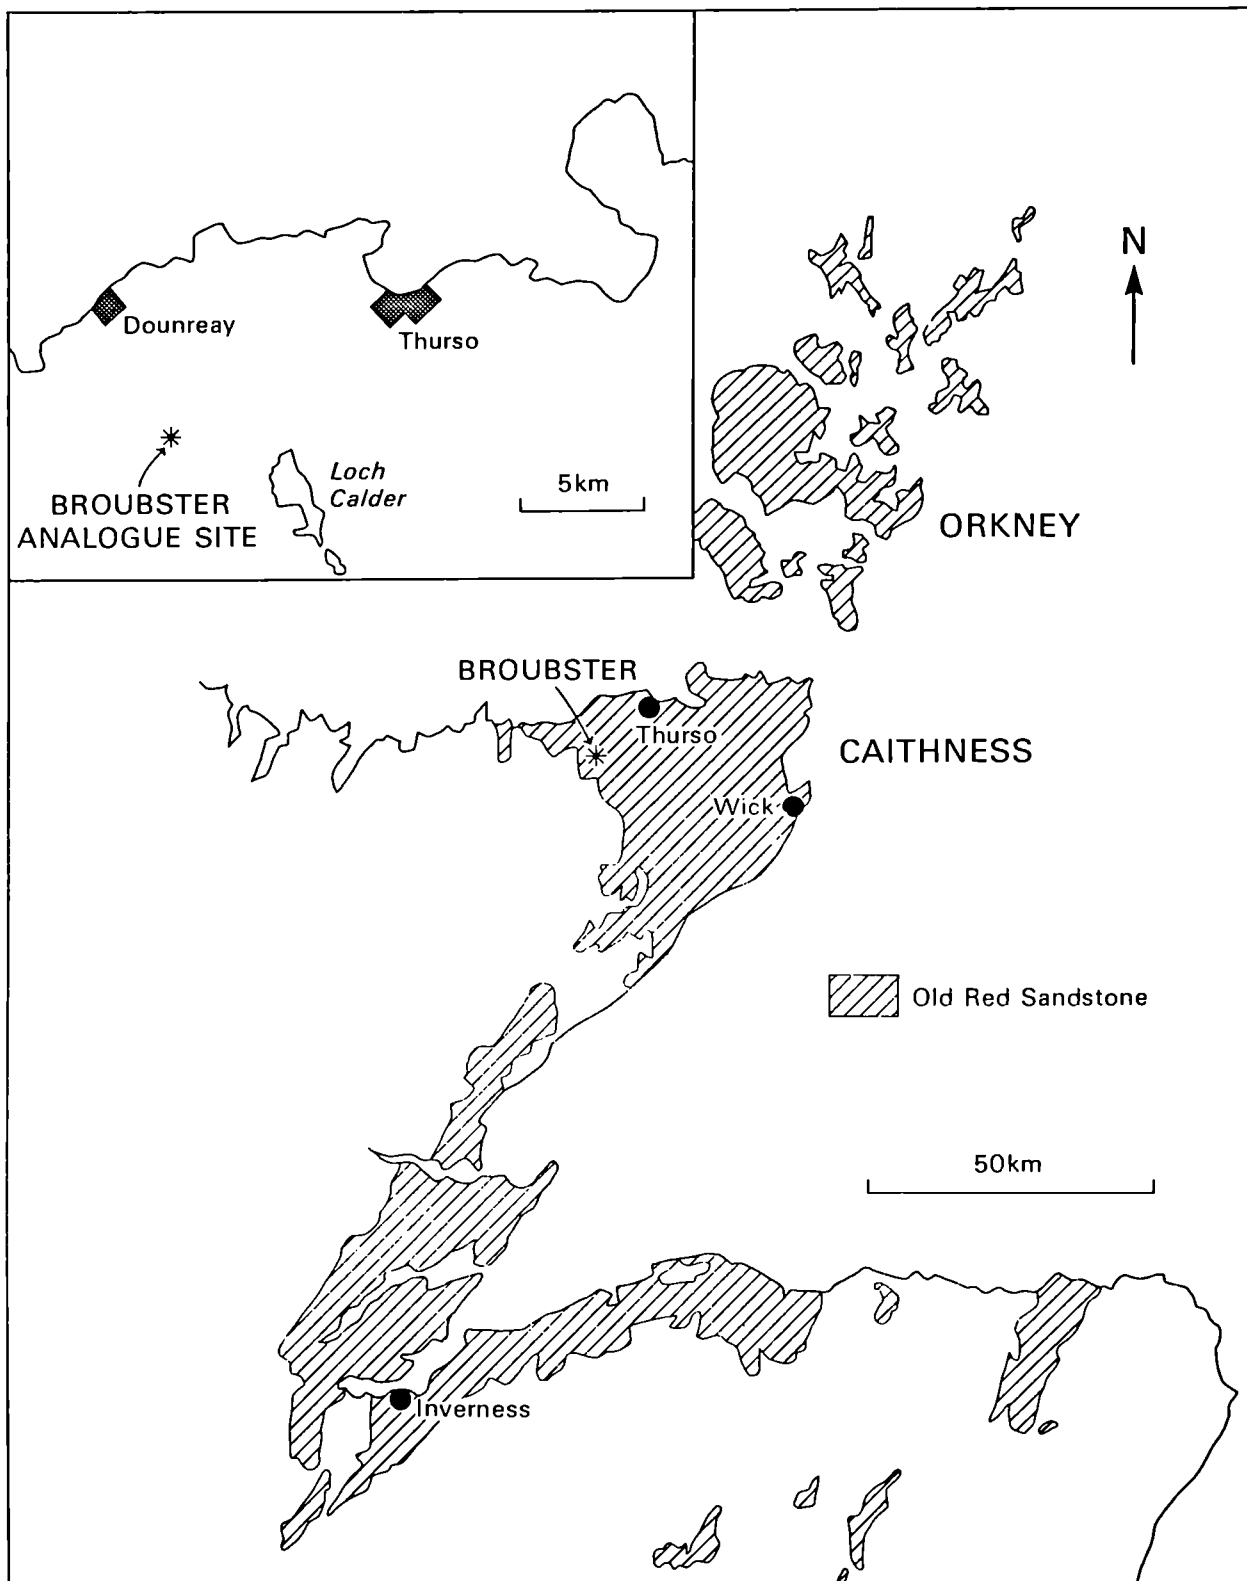 Dounreay
Thurso
BROUBSTER
ANALOGUE SITE
Loch
Calder
5km
N
ORKNEY
BROUBSTER
Thurso
CAITHNESS
Wick
Old Red Sandstone
50km
Inverness